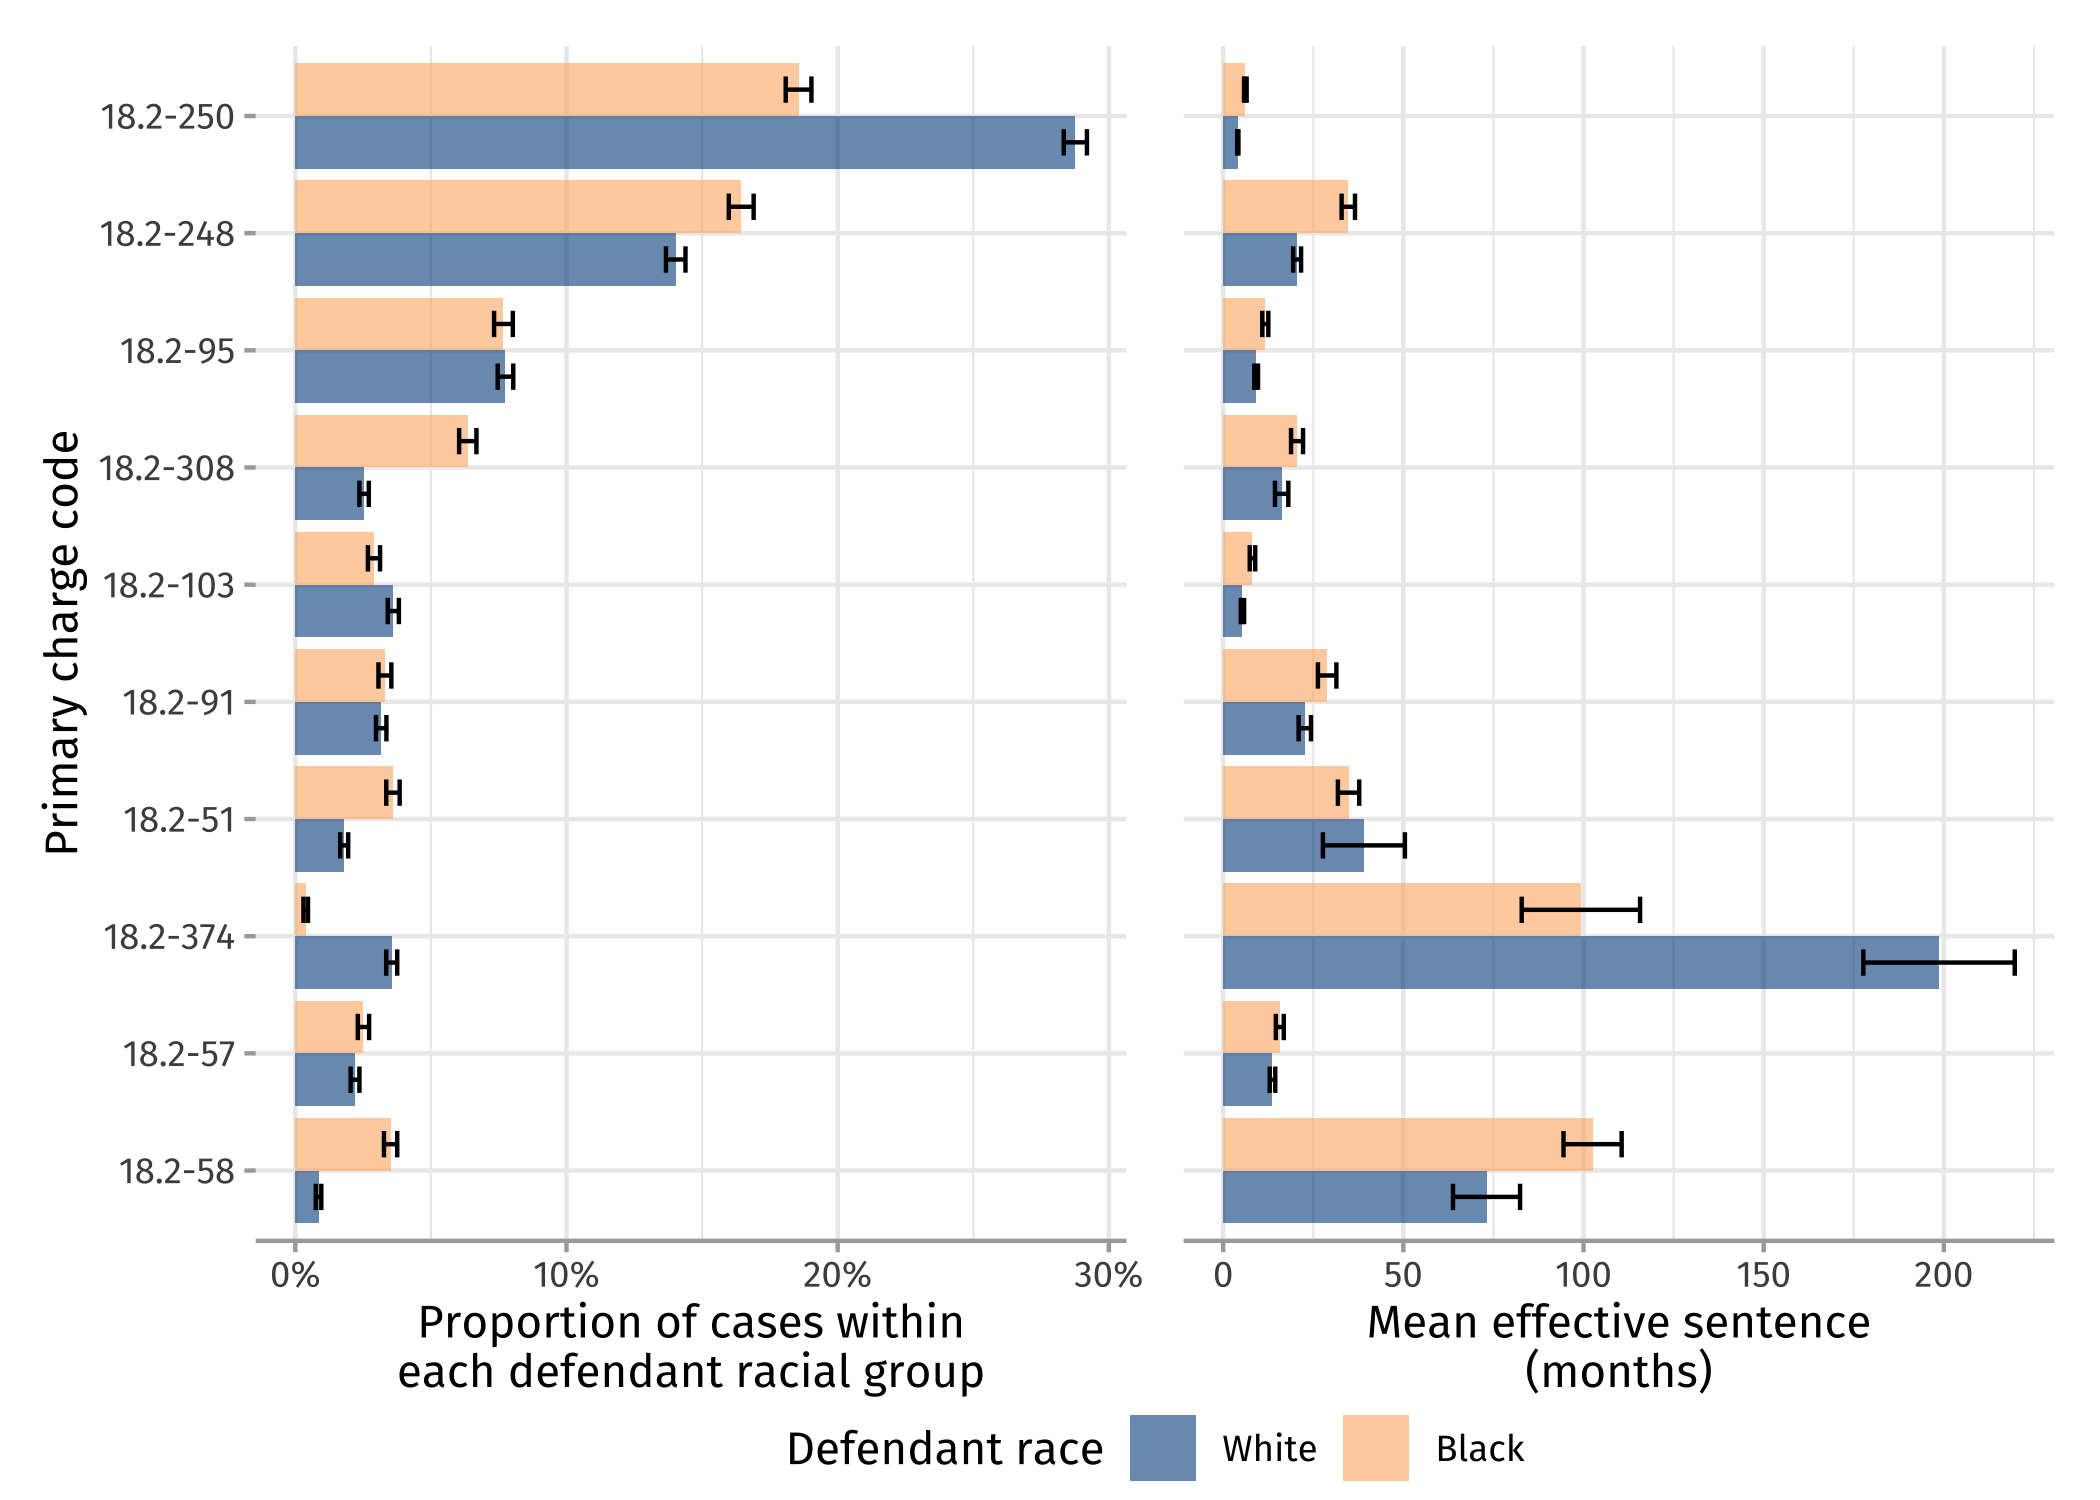 Primary charge code
18.2-250
18.2-248
18.2-95
18.2-308
18.2-103
18.2-91
18.2-51
18.2-374
18.2-57
18.2-58
0% 10% 20% 30%
0 50 100 150 200
Proportion of cases within
each defendant racial group
Mean effective sentence
(months)
Defendant race White Black